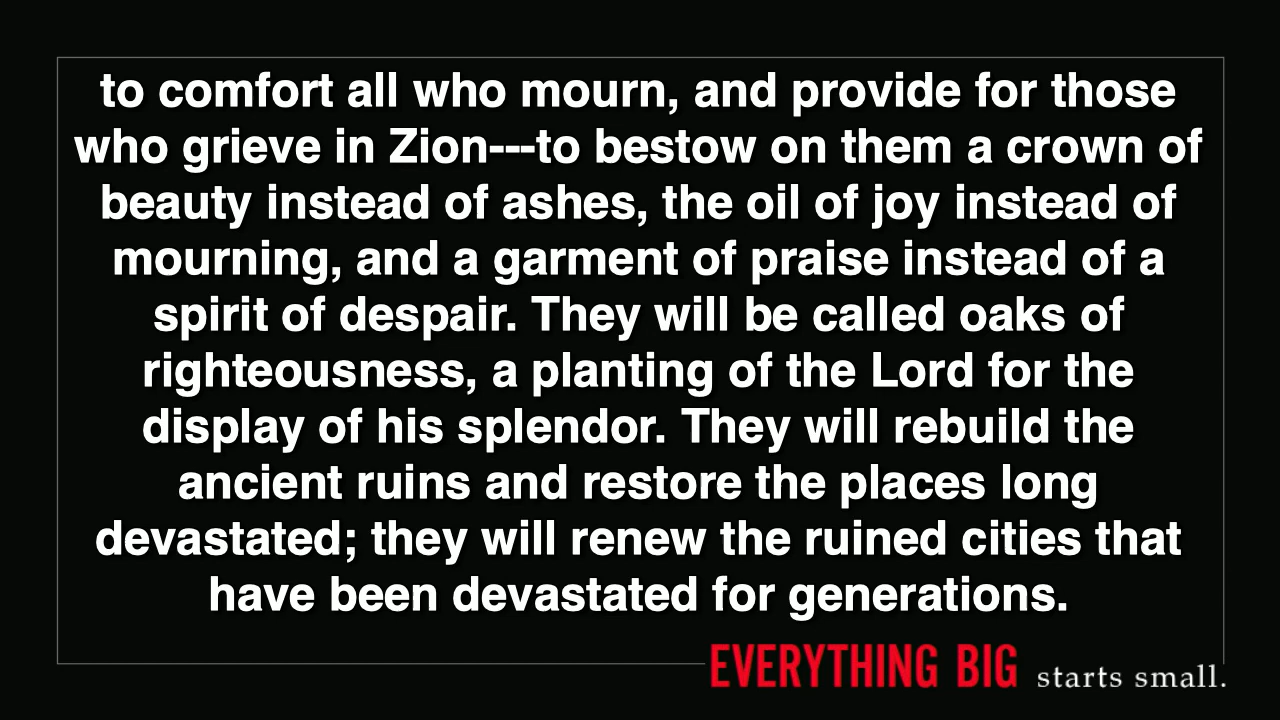 to comfort all who mourn, and provide for those
who grieve in Zion---to bestow on them a crown of
beauty instead of ashes, the oil of joy instead of
mourning, and a garment of praise instead of a
spirit of despair. They will be called oaks of
righteousness, a planting of the Lord for the
display of his splendor. They will rebuild the
ancient ruins and restore the places long
devastated; they will renew the ruined cities that
have been devastated for generations.
EVERYTHING BIG starts small.